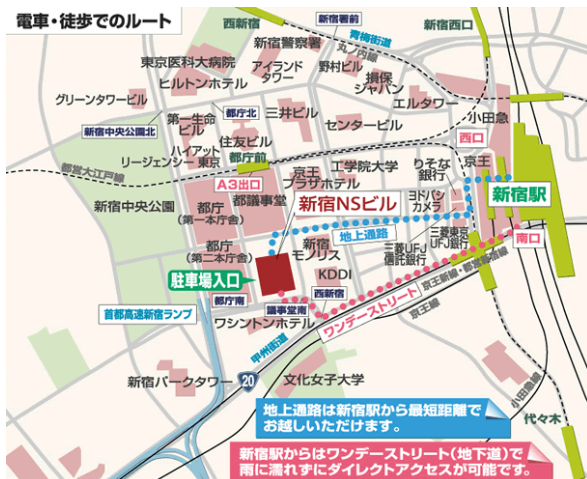 電車・徒歩でのルート
西新宿
新宿署前
青梅街道
新宿西口
新宿警察署
丸ノ内線
東京医科大病院
アイランド
タワー
野村ビル
ヒルトンホテル
損保
ジャパン
グリーンタワービル
都庁北
エルタワー
小田急
第一生命
ビル
三井ビル
新宿中央公園北
住友ビル
センタービル
西口
ハイアット
リージェンシー 東京
都庁前
都営大江戸線
京王
プラザホテル
工学院大学
りそな
銀行
京王
A3出口
新宿駅
新宿中央公園
都議事堂
都庁
(第一本庁舎)
新宿NSビル
ヨドバシ
カメラ
地上通路
三菱東京
UFJ銀行
南口
都庁
(第二本庁舎)
新宿
モノリス
三菱UFJ
信託銀行
駐車場入口
KDDI
京王新線・都営新宿線
都庁南
西新宿
京王線
首都高速新宿ランプ
議事堂南
ワンデーストリート
ワシントンホテル
甲州街道
新宿パークタワー
20
文化女子大学
小田急線
代々木
地上通路は新宿駅から最短距離で
お越しいただけます。
新宿駅からはワンデーストリート(地下道)で
雨に濡れずにダイレクトアクセスが可能です。